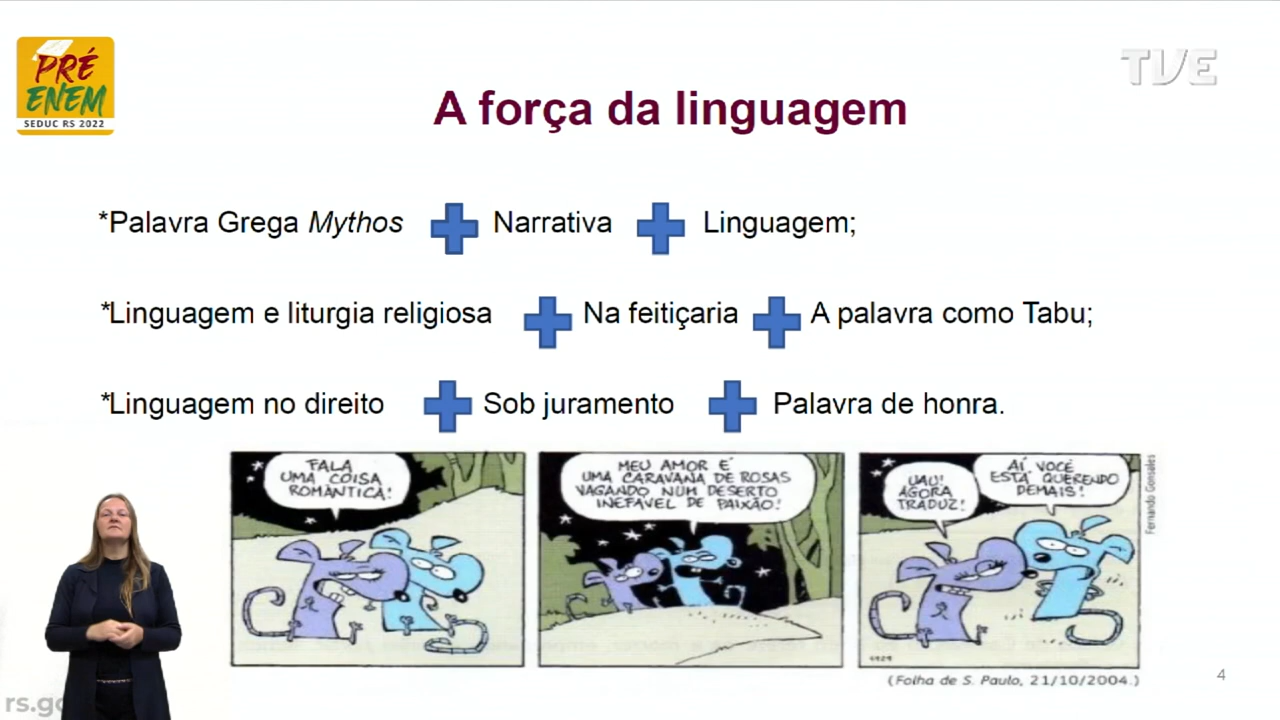 PRÉ
ENEM
SEDUC RS 2022
TVE
A força da linguagem
*Palavra Grega Mythos Narrativa Linguagem;
*Linguagem e liturgia religiosa Na feitiçaria A palavra como Tabu;
*Linguagem no direito Sob juramento Palavra de honra.
FALA
UMA COISA
ROMÂNTICA!
MEU AMOR É
UMA CARAVANA DE ROSAS
VAGANDO NUM DESERTO
INEFÁVEL DE PAIXÃO!
UAU!
AGORA
TRADUZ!
AÍ VOCÊ
ESTÁ QUERENDO
DEMAIS!
Fernando Gonsales
(Folha de S. Paulo, 21/10/2004.)
4
rs.go